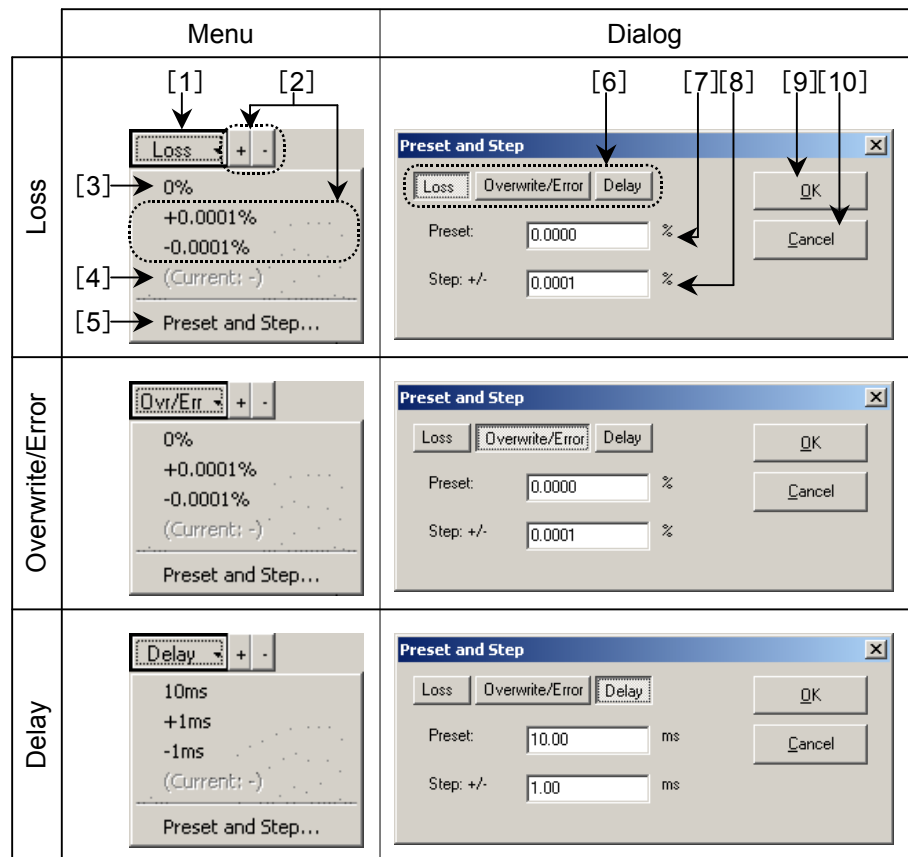 Menu
Dialog
Loss
[1]
[2]
Loss + -
[3]
0%
+0.0001%
-0.0001%
[4]
(Current: -)
[5]
Preset and Step...
[6]
[7][8]
[9][10]
Preset and Step
Loss Overwrite/Error Delay
OK
Preset: 0.0000 %
Cancel
Step: +/- 0.0001 %
Overwrite/Error
Ovr/Err + -
0%
+0.0001%
-0.0001%
(Current: -)
Preset and Step...
Preset and Step
Loss Overwrite/Error Delay
OK
Preset: 0.0000 %
Cancel
Step: +/- 0.0001 %
Delay
Delay + -
10ms
+1ms
-1ms
(Current: -)
Preset and Step...
Preset and Step
Loss Overwrite/Error Delay
OK
Preset: 10.00 ms
Cancel
Step: +/- 1.00 ms